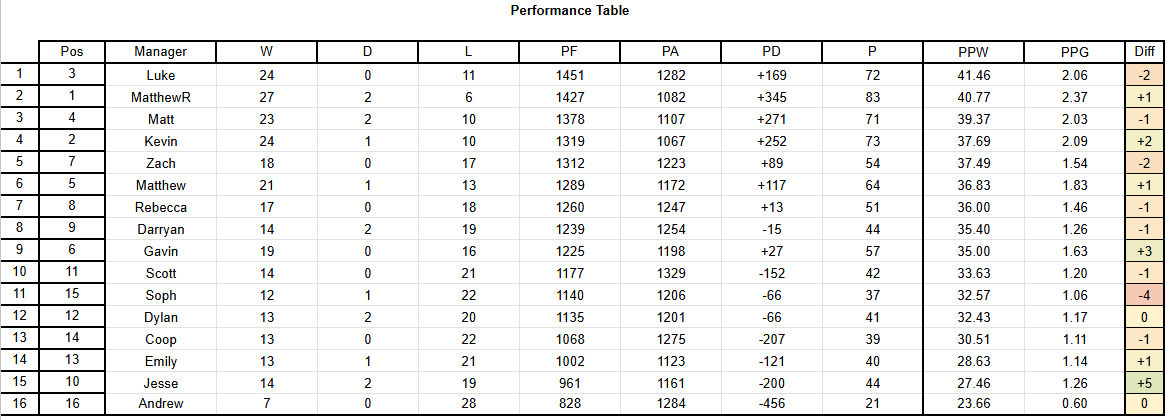 Performance Table
Pos Manager W D L PF PA PD P PPW PPG Diff
1 3 Luke 24 0 11 1451 1282 +169 72 41.46 2.06 -2
2 1 MatthewR 27 2 6 1427 1082 +345 83 40.77 2.37 +1
3 4 Matt 23 2 10 1378 1107 +271 71 39.37 2.03 -1
4 2 Kevin 24 1 10 1319 1067 +252 73 37.69 2.09 +2
5 7 Zach 18 0 17 1312 1223 +89 54 37.49 1.54 -2
6 5 Matthew 21 1 13 1289 1172 +117 64 36.83 1.83 +1
7 8 Rebecca 17 0 18 1260 1247 +13 51 36.00 1.46 -1
8 9 Darryan 14 2 19 1239 1254 -15 44 35.40 1.26 -1
9 6 Gavin 19 0 16 1225 1198 +27 57 35.00 1.63 +3
10 11 Scott 14 0 21 1177 1329 -152 42 33.63 1.20 -1
11 15 Soph 12 1 22 1140 1206 -66 37 32.57 1.06 -4
12 12 Dylan 13 2 20 1135 1201 -66 41 32.43 1.17 0
13 14 Coop 13 0 22 1068 1275 -207 39 30.51 1.11 -1
14 13 Emily 13 1 21 1002 1123 -121 40 28.63 1.14 +1
15 10 Jesse 14 2 19 961 1161 -200 44 27.46 1.26 +5
16 16 Andrew 7 0 28 828 1284 -456 21 23.66 0.60 0